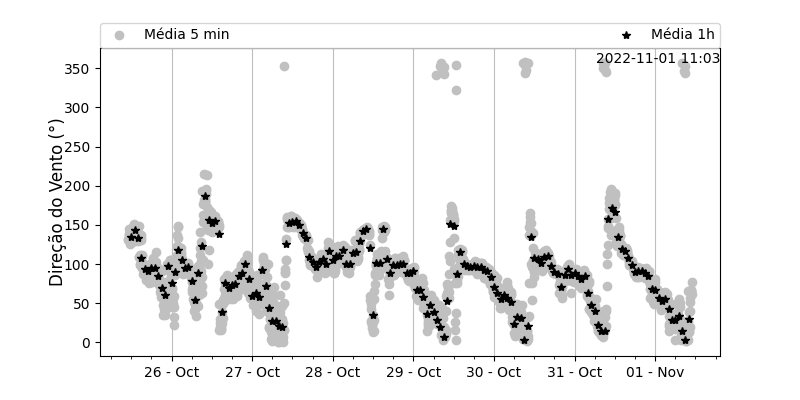 Média 5 min
Média 1h
2022-11-01 11:03
Direção do Vento (°)
350
300
250
200
150
100
50
0
26 - Oct
27 - Oct
28 - Oct
29 - Oct
30 - Oct
31 - Oct
01 - Nov